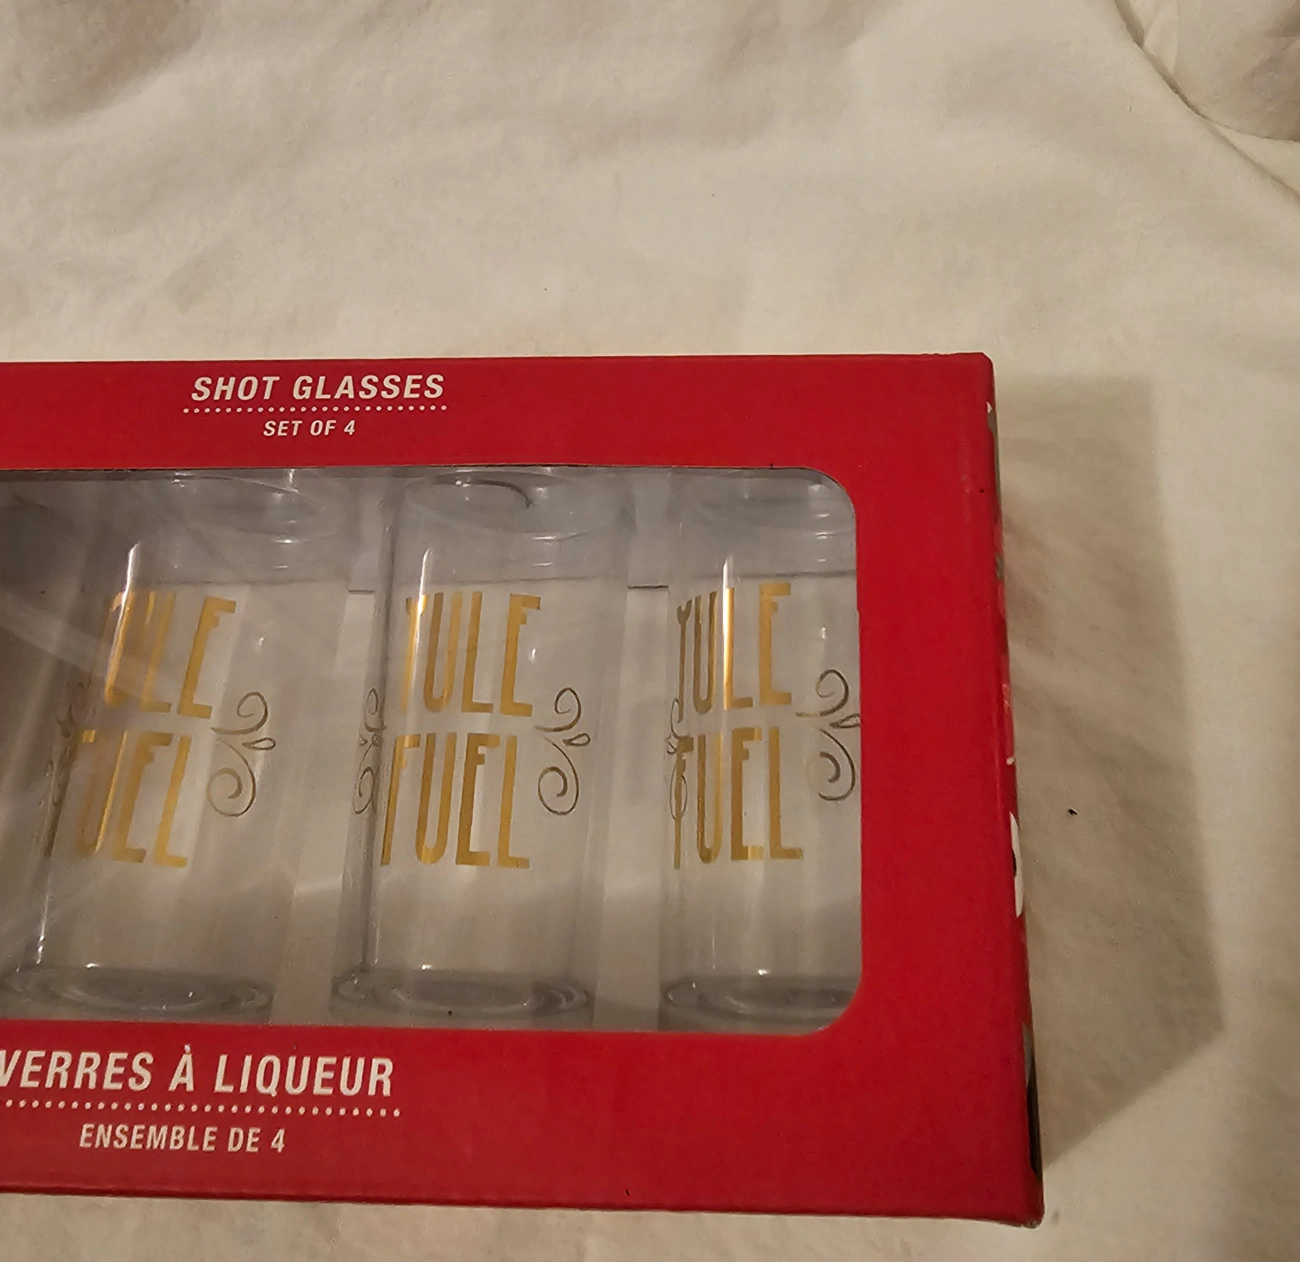 SHOT GLASSES
SET OF 4
YULE
FUEL
YULE
FUEL
YULE
FUEL
VERRES À LIQUEUR
ENSEMBLE DE 4